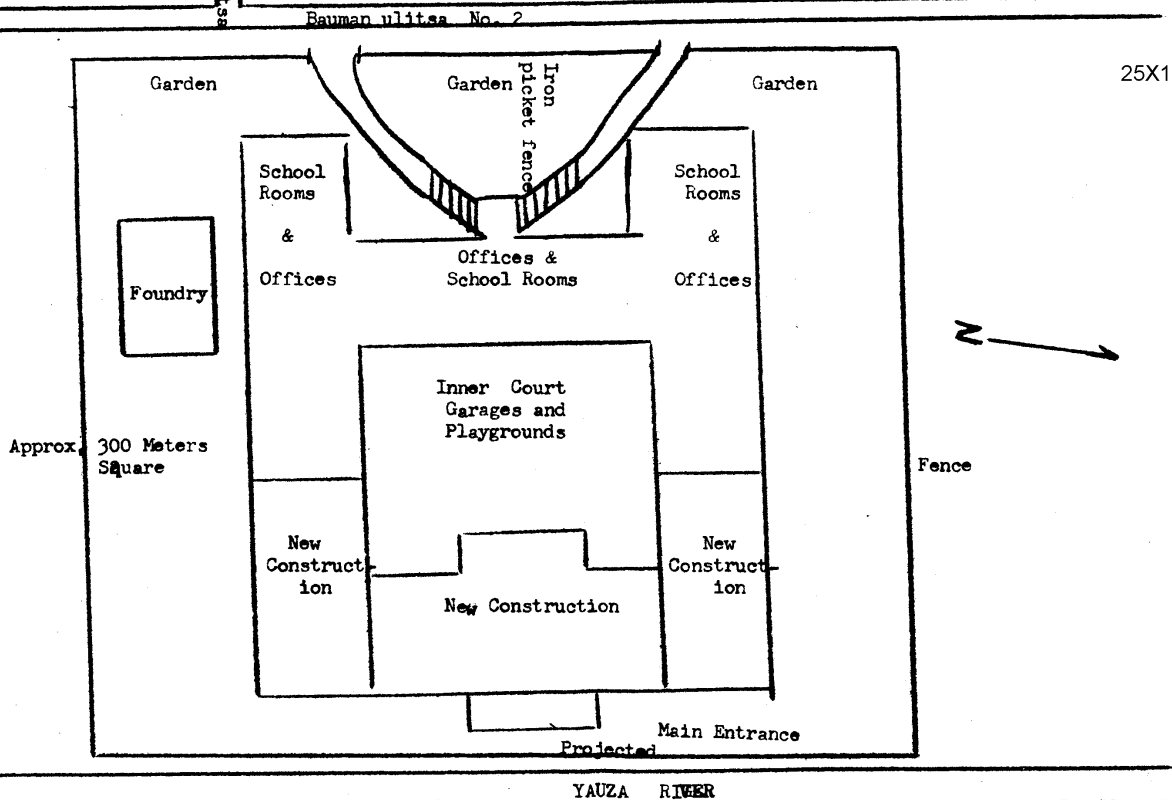 Bauman ulitsa No. 2
25X1
Garden
Garden
Iron
picket fence
Garden
School
Rooms
&
Offices
School
Rooms
&
Offices
Offices &
School Rooms
Foundry
N
Inner Court
Garages and
Playgrounds
Approx. 300 Meters
Square
Fence
New
Construct
ion
New
Construct
ion
New Construction
Main Entrance
Projected
YAUZA RIVER